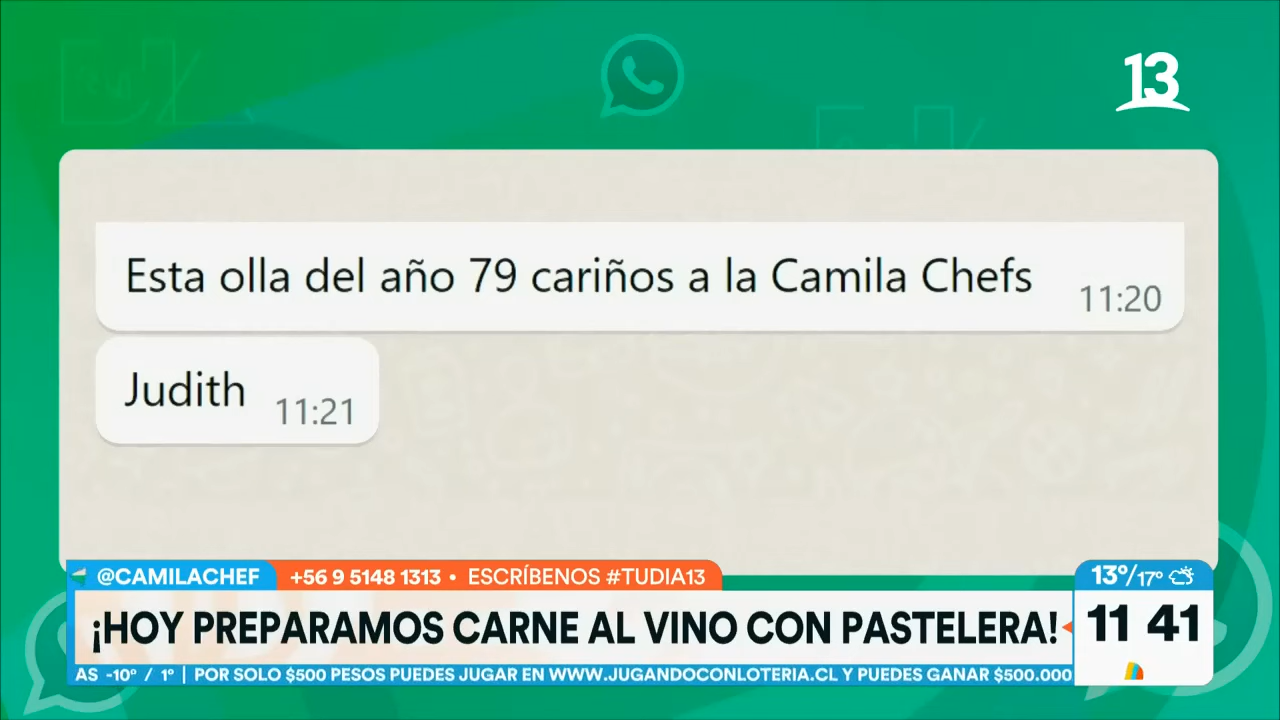 13
Esta olla del año 79 cariños a la Camila Chefs
11:20
Judith
11:21
@CAMILACHEF
+56 9 5148 1313 • ESCRÍBENOS #TUDIA13
13°/17°
¡HOY PREPARAMOS CARNE AL VINO CON PASTELERA!
11 41
AS -10° / 1° | POR SOLO $500 PESOS PUEDES JUGAR EN WWW.JUGANDOCONLOTERIA.CL Y PUEDES GANAR $500.000